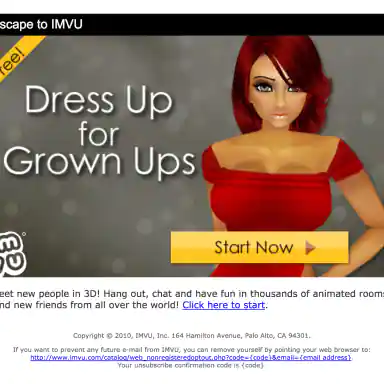 scape to IMVU
free!
Dress Up
for
Grown Ups
Start Now
eet new people in 3D! Hang out, chat and have fun in thousands of animated rooms
nd new friends from all over the world! Click here to start.
Copyright © 2010, IMVU, Inc. 164 Hamilton Avenue, Palo Alto, CA 94301.
If you want to prevent any future e-mail from IMVU, you can remove yourself by pointing your web browser to:
http://www.imvu.com/catalog/web_nonregisteredoptout.php?code={code}&email={email address}.
Your unsubscribe confirmation code is {code}